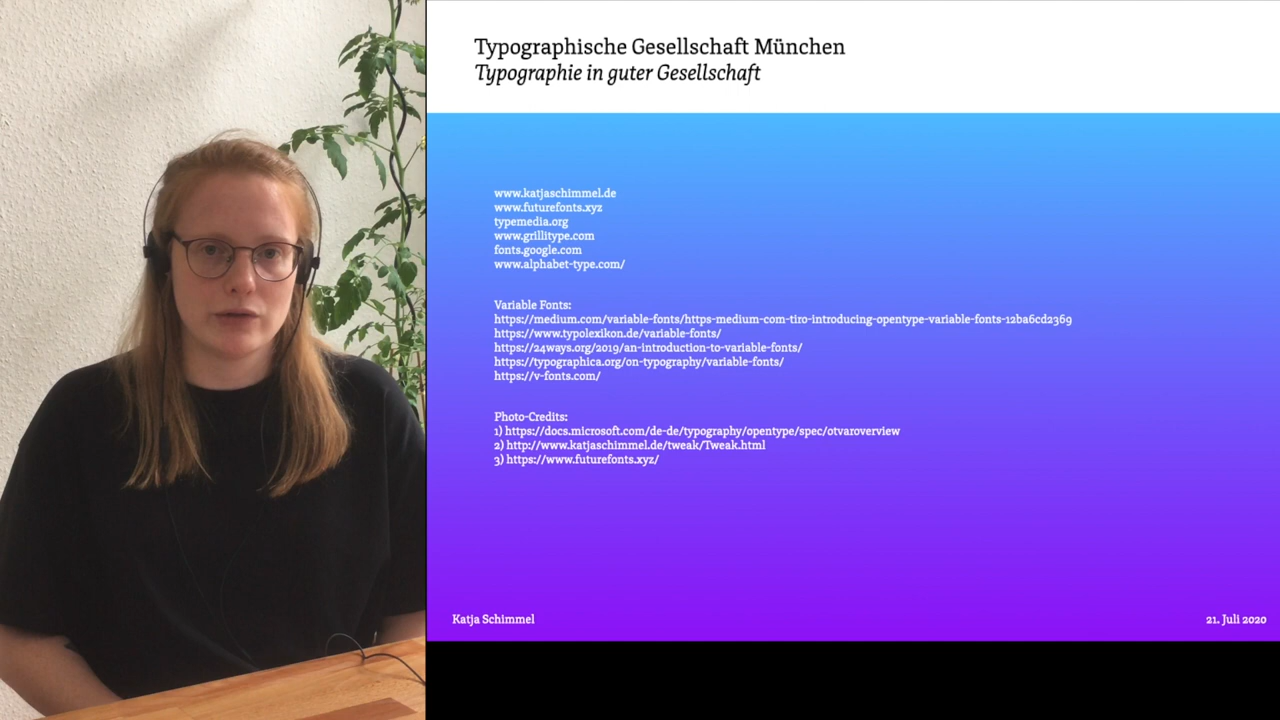 Typographische Gesellschaft München
Typographie in guter Gesellschaft
www.katjaschimmel.de
www.futurefonts.xyz
typemedia.org
www.grillitype.com
fonts.google.com
www.alphabet-type.com/
Variable Fonts:
https://medium.com/variable-fonts/https-medium-com-tiro-introducing-opentype-variable-fonts-12ba6cd2369
https://www.typolexikon.de/variable-fonts/
https://24ways.org/2019/an-introduction-to-variable-fonts/
https://typographica.org/on-typography/variable-fonts/
https://v-fonts.com/
Photo-Credits:
1) https://docs.microsoft.com/de-de/typography/opentype/spec/otvaroverview
2) http://www.katjaschimmel.de/tweak/Tweak.html
3) https://www.futurefonts.xyz/
Katja Schimmel
21. Juli 2020